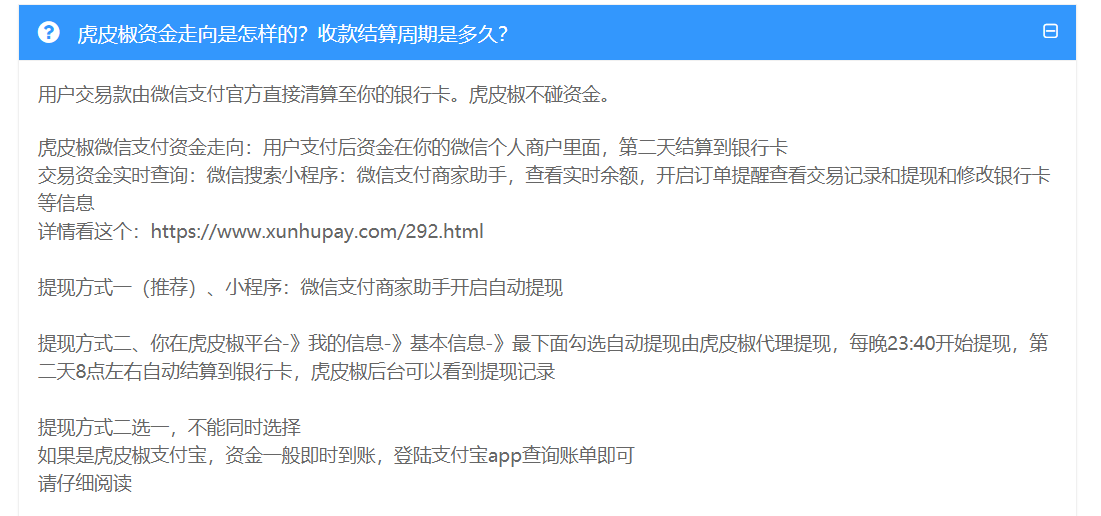 虎皮椒资金走向是怎样的？收款结算周期是多久？
用户交易款由微信支付官方直接清算至你的银行卡。虎皮椒不碰资金。
虎皮椒微信支付资金走向：用户支付后资金在你的微信个人商户里面，第二天结算到银行卡
交易资金实时查询：微信搜索小程序：微信支付商家助手，查看实时余额，开启订单提醒查看交易记录和提现和修改银行卡
等信息
详情看这个：https://www.xunhupay.com/292.html
提现方式一（推荐）、小程序：微信支付商家助手开启自动提现
提现方式二、你在虎皮椒平台-》我的信息-》基本信息-》最下面勾选自动提现由虎皮椒代理提现，每晚23:40开始提现，第
二天8点左右自动结算到银行卡，虎皮椒后台可以看到提现记录
提现方式二选一，不能同时选择
如果是虎皮椒支付宝，资金一般即时到账，登陆支付宝app查询账单即可
请仔细阅读